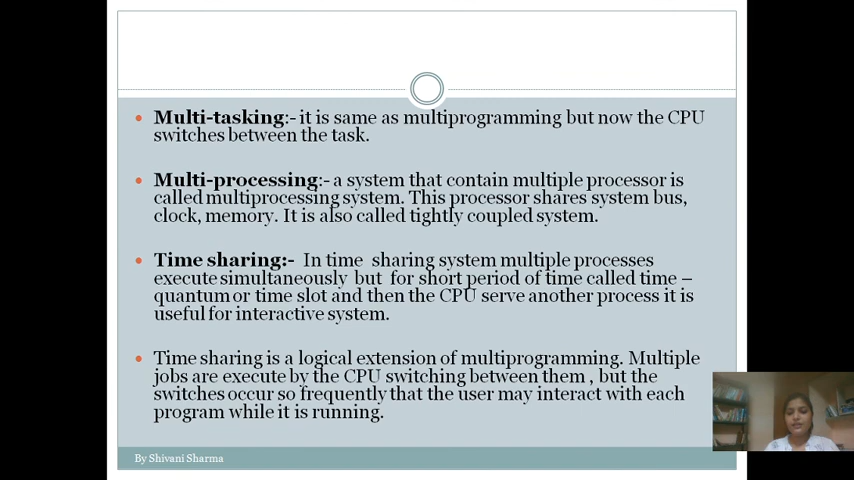 Multi-tasking:- it is same as multiprogramming but now the CPU
switches between the task.
Multi-processing:- a system that contain multiple processor is
called multiprocessing system. This processor shares system bus,
clock, memory. It is also called tightly coupled system.
Time sharing:- In time sharing system multiple processes
execute simultaneously but for short period of time called time –
quantum or time slot and then the CPU serve another process it is
useful for interactive system.
Time sharing is a logical extension of multiprogramming. Multiple
jobs are execute by the CPU switching between them , but the
switches occur so frequently that the user may interact with each
program while it is running.
By Shivani Sharma